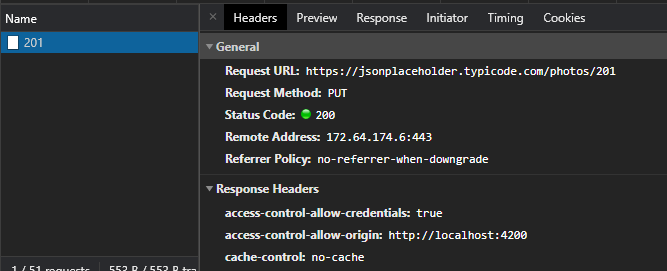 Name
201
× Headers Preview Response Initiator Timing Cookies
▼ General
Request URL: https://jsonplaceholder.typicode.com/photos/201
Request Method: PUT
Status Code: 200
Remote Address: 172.64.174.6:443
Referrer Policy: no-referrer-when-downgrade
▼ Response Headers
access-control-allow-credentials: true
access-control-allow-origin: http://localhost:4200
cache-control: no-cache
1 / 51 requests 553 B / 553 B tra